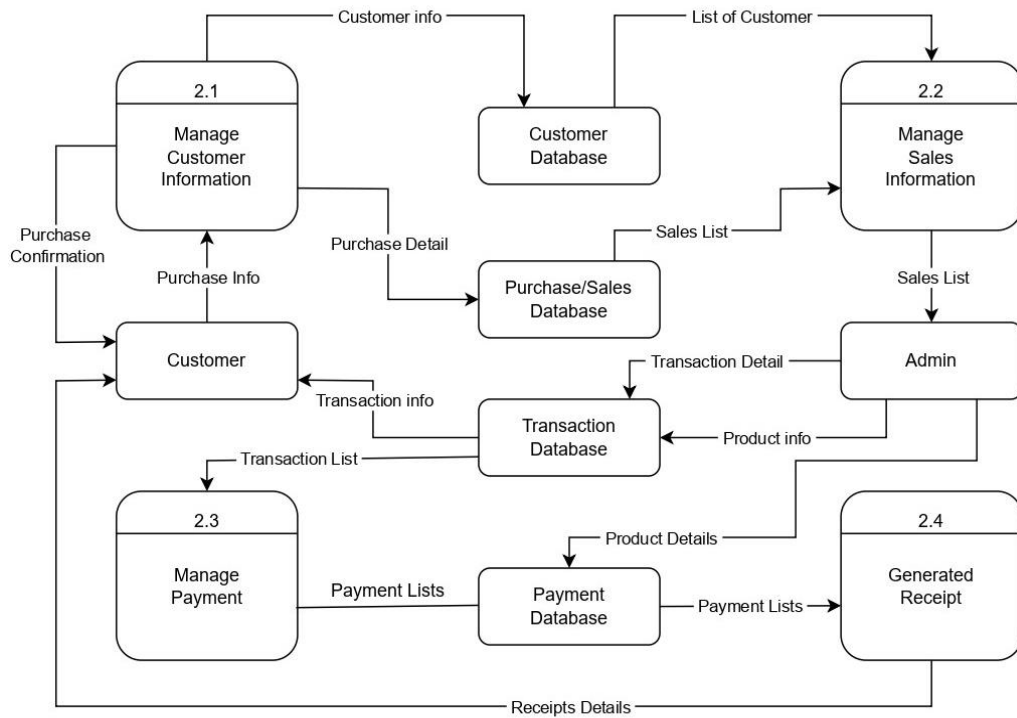 Customer info
List of Customer
2.1
Manage
Customer
Information
Customer
Database
2.2
Manage
Sales
Information
Purchase
Confirmation
Purchase Info
Purchase Detail
Sales List
Purchase/Sales
Database
Sales List
Customer
Transaction Detail
Admin
Transaction info
Transaction
Database
Product info
Transaction List
2.3
Manage
Payment
Product Details
2.4
Generated
Receipt
Payment Lists
Payment
Database
Payment Lists
Receipts Details